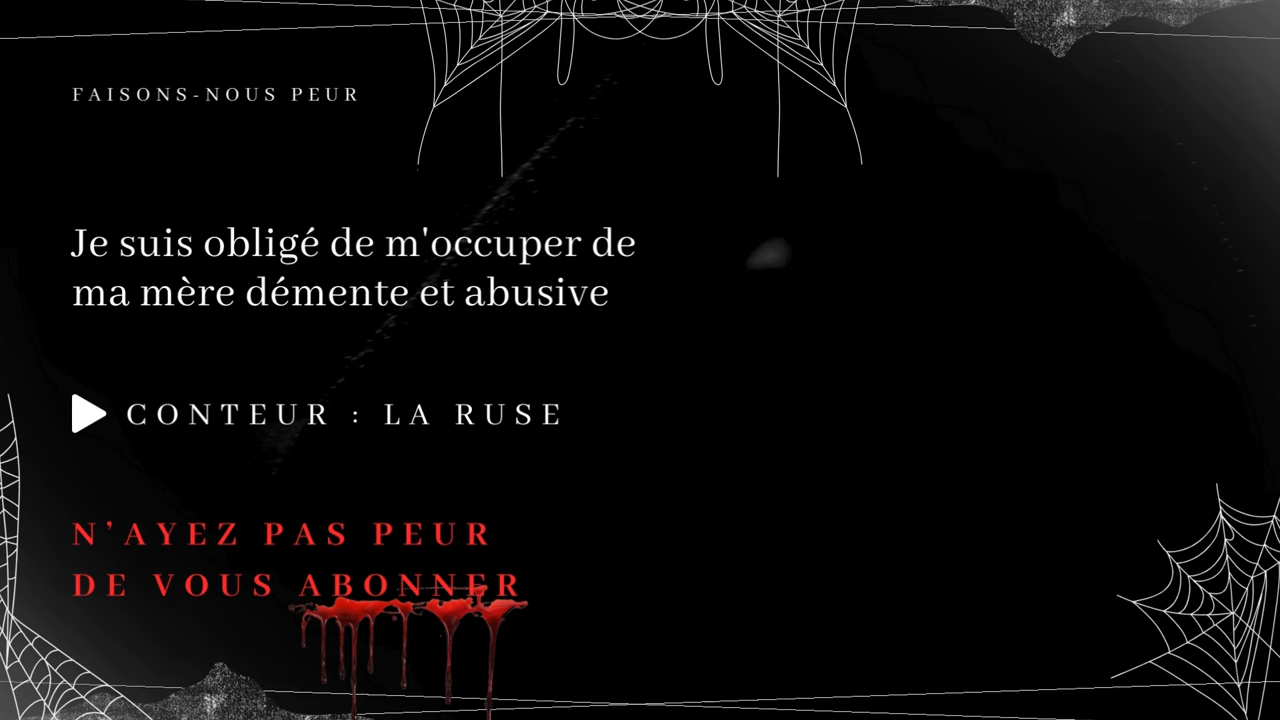 FAISONS-NOUS PEUR
Je suis obligé de m'occuper de
ma mère démente et abusive
CONTEUR : LA RUSE
N’AYEZ PAS PEUR
DE VOUS ABONNER